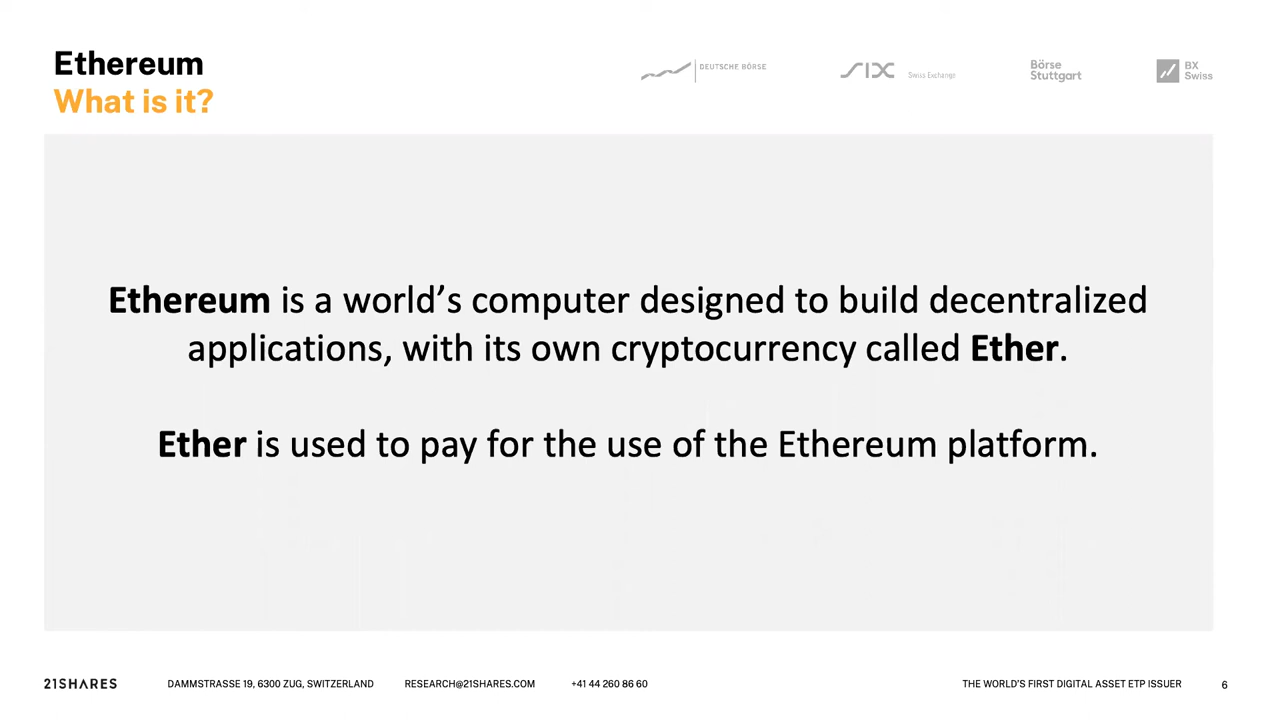 Ethereum
What is it?
DEUTSCHE BÖRSE
SIX Swiss Exchange
Börse
Stuttgart
BX
Swiss
Ethereum is a world’s computer designed to build decentralized
applications, with its own cryptocurrency called Ether.
Ether is used to pay for the use of the Ethereum platform.
21SHARES DAMMSTRASSE 19, 6300 ZUG, SWITZERLAND RESEARCH@21SHARES.COM +41 44 260 86 60 THE WORLD’S FIRST DIGITAL ASSET ETP ISSUER 6